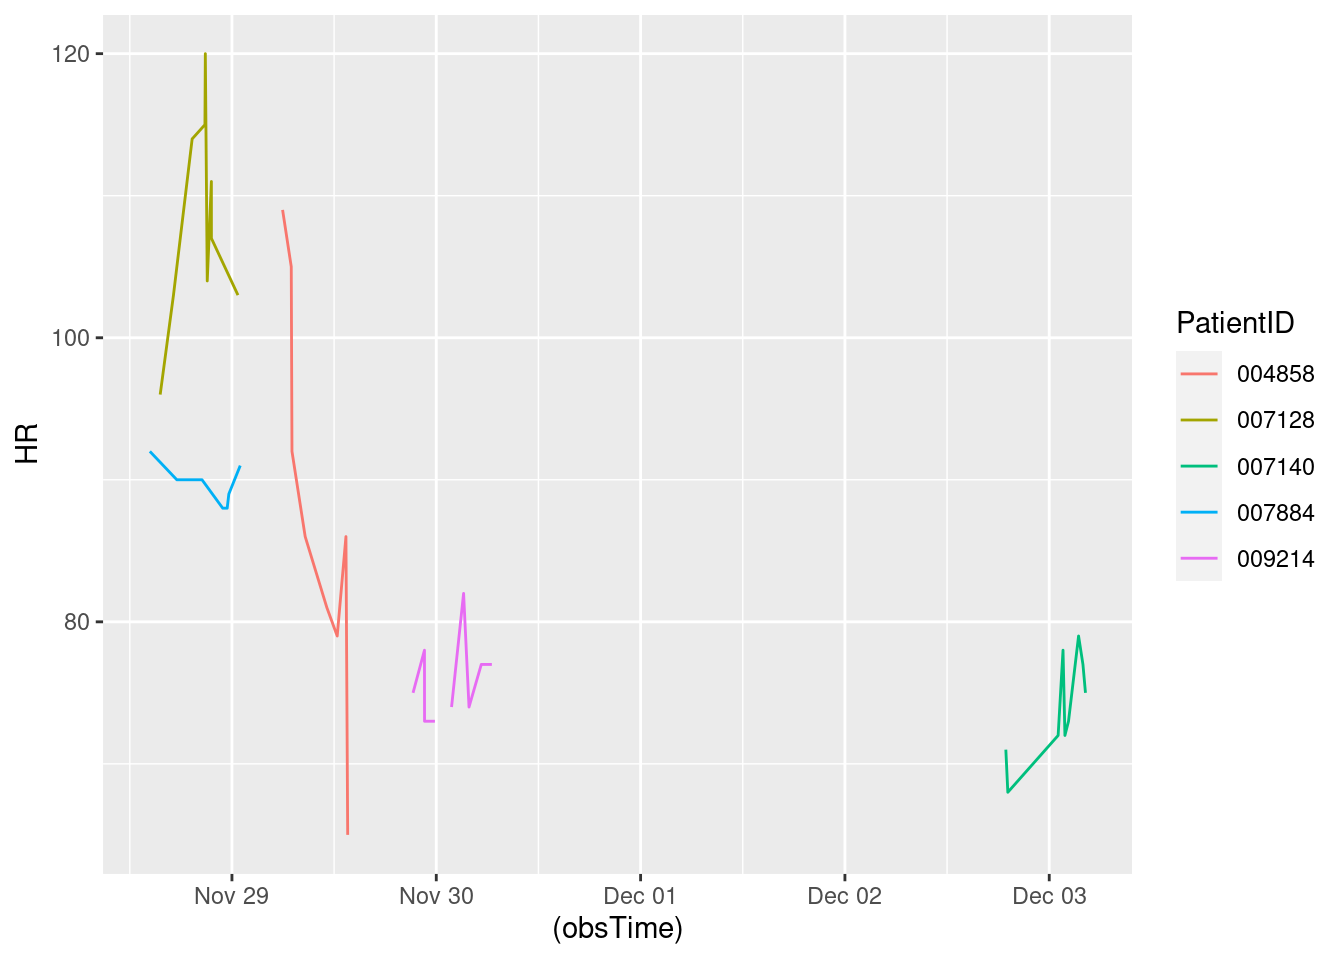 120
100
80
HR
Nov 29
Nov 30
Dec 01
Dec 02
Dec 03
(obsTime)
PatientID
004858
007128
007140
007884
009214